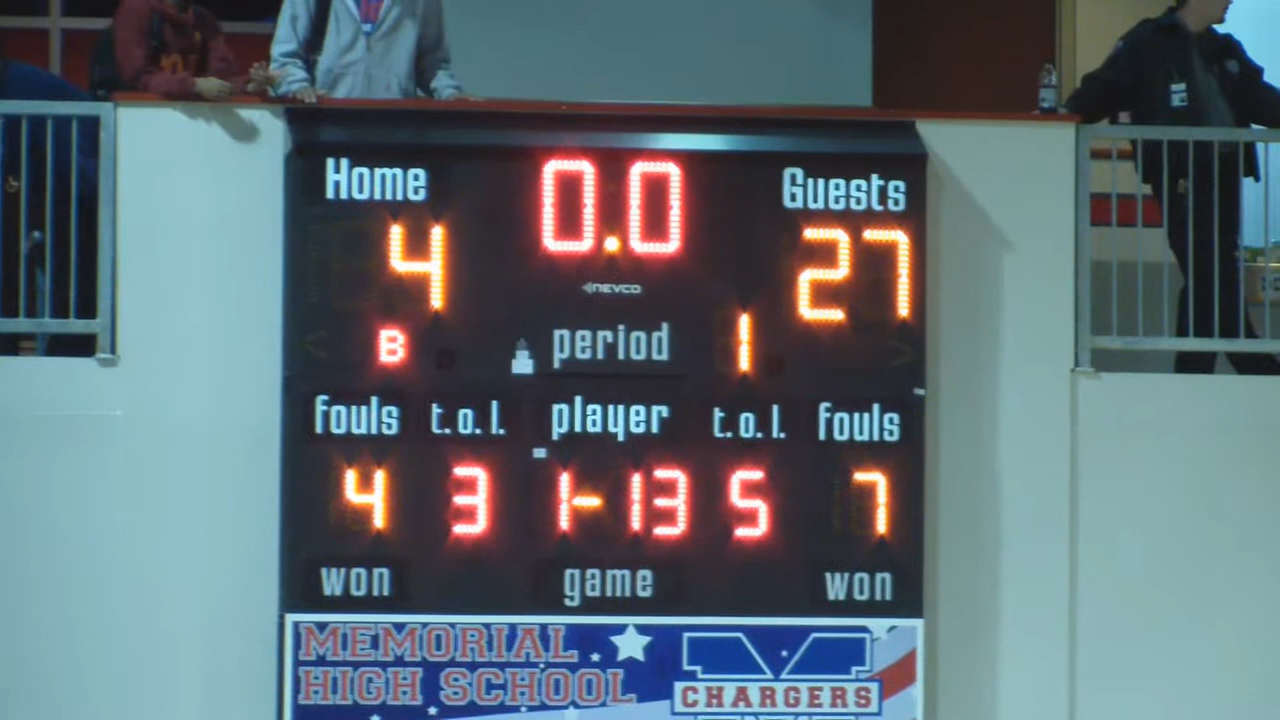 Home 0.0 Guests
4 27
NEVCO
B period 1
fouls t.o.l. player t.o.l. fouls
4 3 1-13 5 7
won game won
MEMORIAL
HIGH SCHOOL
CHARGERS